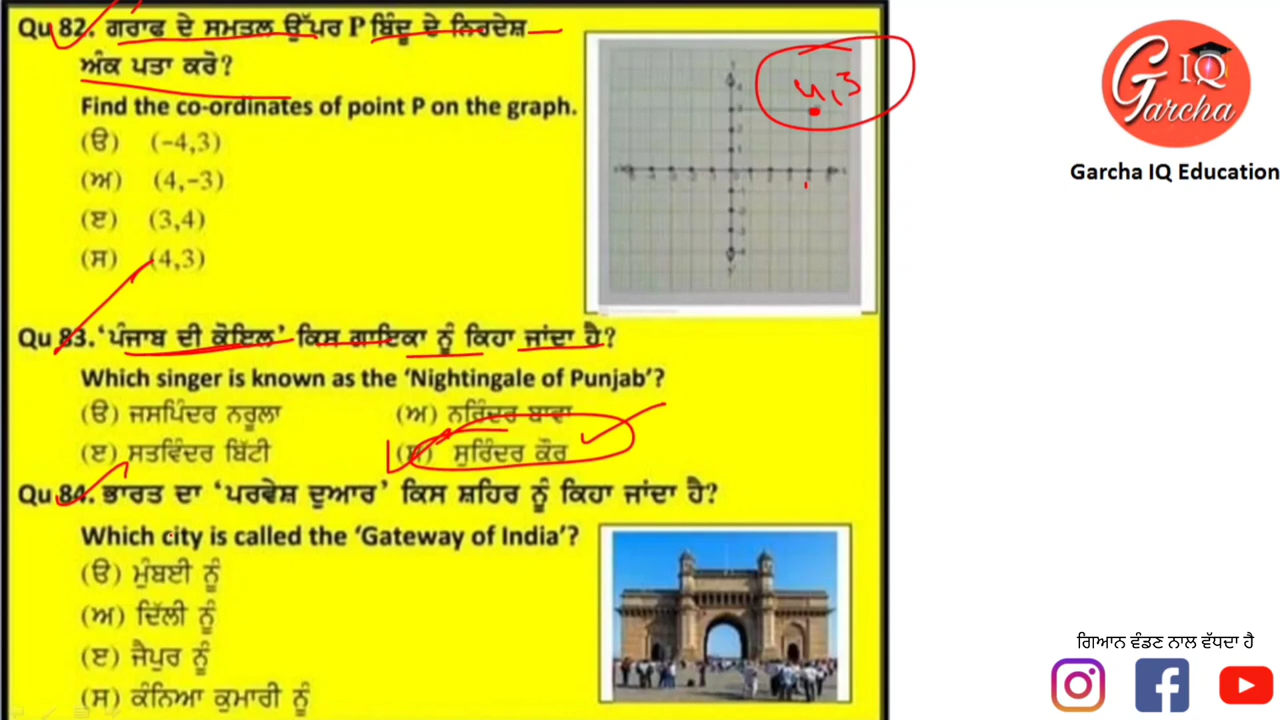 Qu 82. ਗਰਾਫ ਦੇ ਸਮਤਲ ਉੱਪਰ P ਬਿੰਦੂ ਦੇ ਨਿਰਦੇਸ਼
ਅੰਕ ਪਤਾ ਕਰੋ?
Find the co-ordinates of point P on the graph.
(ੳ) (-4,3)
(ਅ) (4,-3)
(ੲ) (3,4)
(ਸ) (4,3)
4,3
Qu 83. 'ਪੰਜਾਬ ਦੀ ਕੋਇਲ' ਕਿਸ ਗਾਇਕਾ ਨੂੰ ਕਿਹਾ ਜਾਂਦਾ ਹੈ?
Which singer is known as the 'Nightingale of Punjab'?
(ੳ) ਜਸਪਿੰਦਰ ਨਰੂਲਾ (ਅ) ਨਰਿੰਦਰ ਬਾਵਾ
(ੲ) ਸਤਵਿੰਦਰ ਬਿੱਟੀ (ਸ) ਸੁਰਿੰਦਰ ਕੌਰ
Qu 84. ਭਾਰਤ ਦਾ 'ਪਰਵੇਸ਼ ਦੁਆਰ' ਕਿਸ ਸ਼ਹਿਰ ਨੂੰ ਕਿਹਾ ਜਾਂਦਾ ਹੈ?
Which city is called the 'Gateway of India'?
(ੳ) ਮੁੰਬਈ ਨੂੰ
(ਅ) ਦਿੱਲੀ ਨੂੰ
(ੲ) ਜੈਪੁਰ ਨੂੰ
(ਸ) ਕੰਨਿਆ ਕੁਮਾਰੀ ਨੂੰ
Garcha IQ
Garcha IQ Education
ਗਿਆਨ ਵੰਡਣ ਨਾਲ ਵੱਧਦਾ ਹੈ